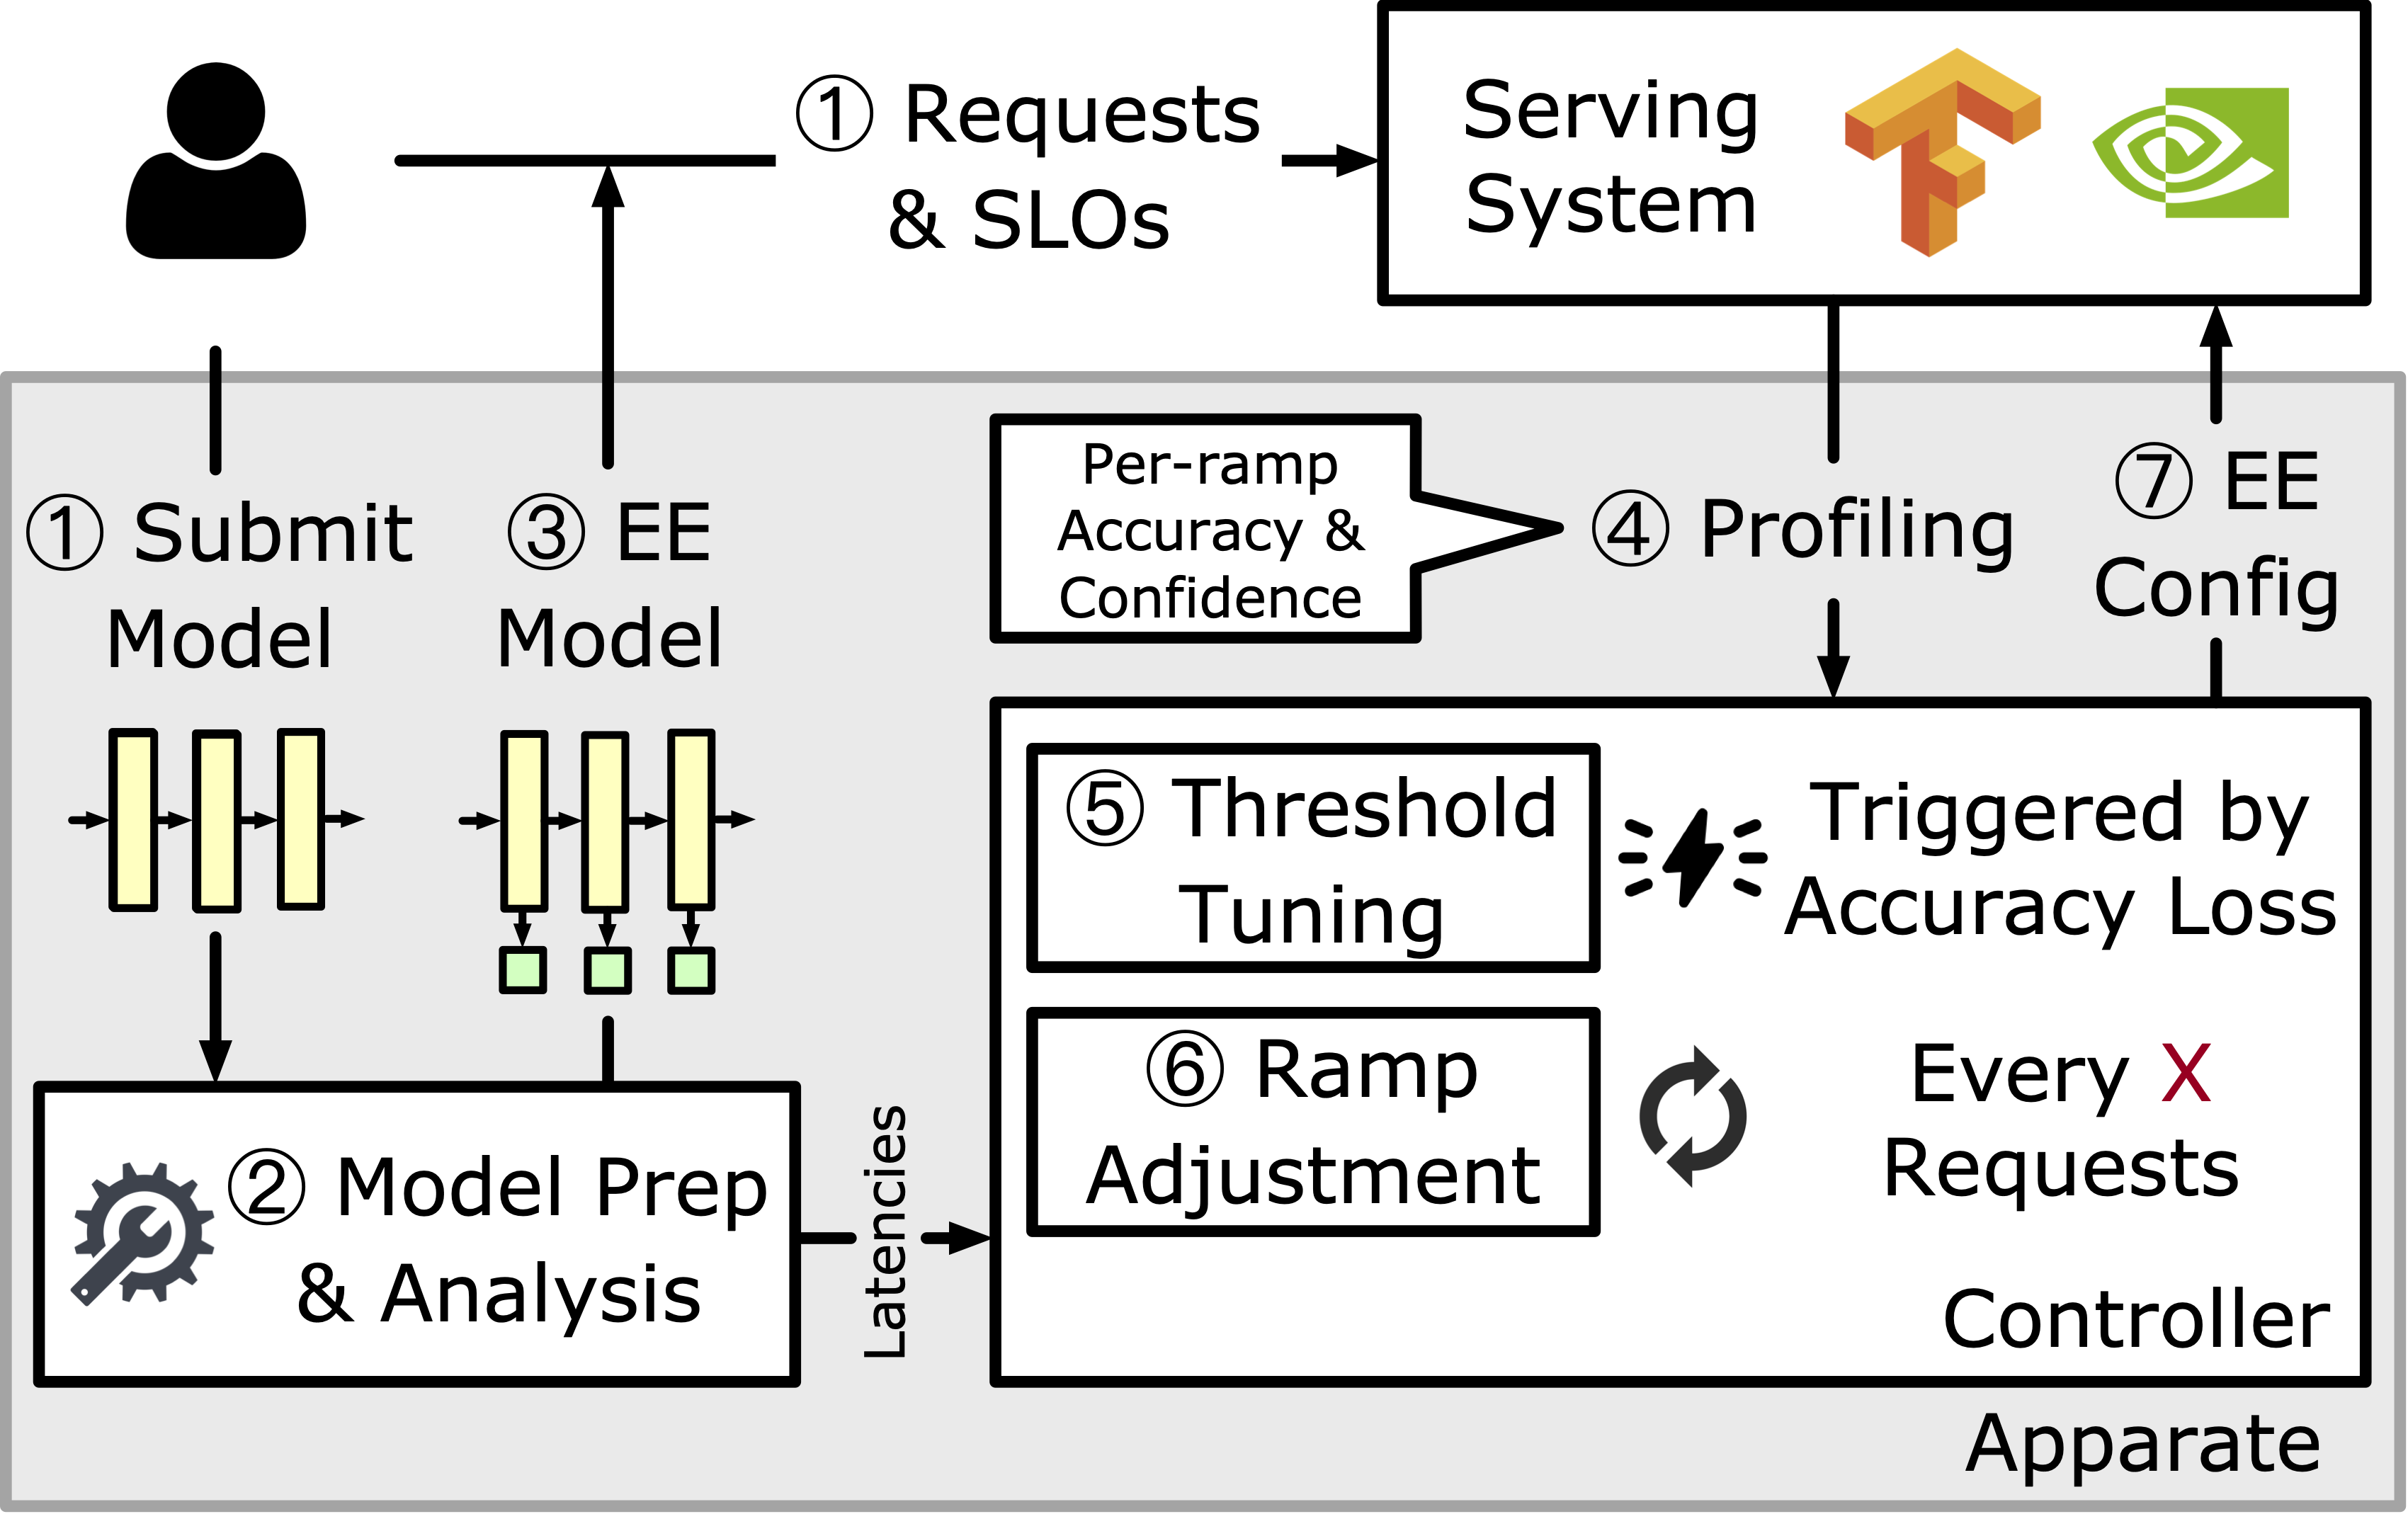 ① Requests
& SLOs
Serving
System
① Submit
Model
③ EE
Model
Per-ramp
Accuracy &
Confidence
④ Profiling
⑦ EE
Config
⑤ Threshold
Tuning
Triggered by
Accuracy Loss
⑥ Ramp
Adjustment
Every X
Requests
② Model Prep
& Analysis
Latencies
Controller
Apparate